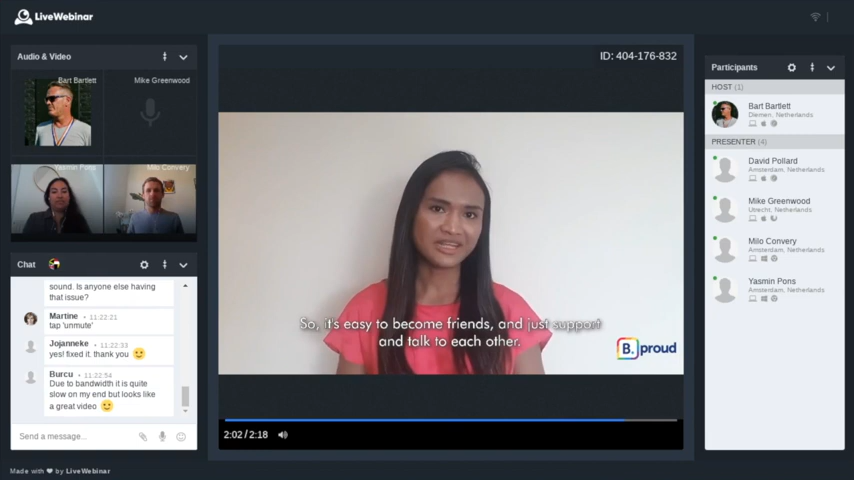 LiveWebinar
Audio & Video
Bart Bartlett
Mike Greenwood
Yasmin Pons
Milo Convery
Chat
sound. Is anyone else having
that issue?
Martine • 11:22:21
tap 'unmute'
Jojanneke • 11:22:33
yes! fixed it. thank you
Burcu • 11:22:54
Due to bandwidth it is quite
slow on my end but looks like
a great video
Send a message...
Made with ❤ by LiveWebinar
ID: 404-176-832
So, it's easy to become friends, and just support
and talk to each other.
B.proud
2:02 / 2:18
Participants
HOST (1)
Bart Bartlett
Diemen, Netherlands
PRESENTER (4)
David Pollard
Amsterdam, Netherlands
Mike Greenwood
Utrecht, Netherlands
Milo Convery
Amsterdam, Netherlands
Yasmin Pons
Amsterdam, Netherlands